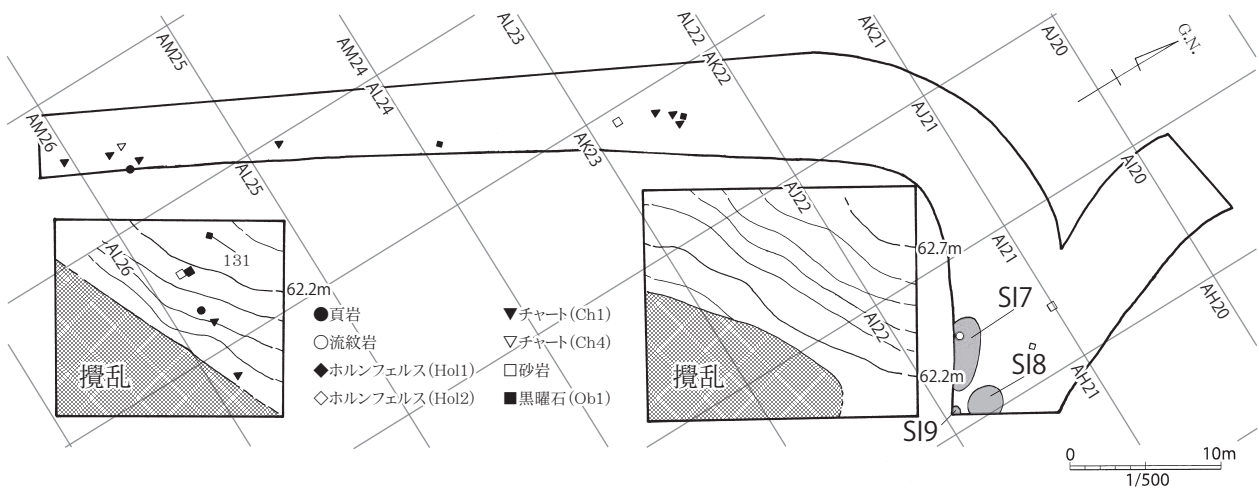 AM26
AM25
AM24
AL24
AL23
AL22
AK22
AK21
AJ21
AJ20
AI20
G.N.
AL25
AK23
AJ22
AI21
AH20
AL26
131
62.2m
62.7m
AI22
62.2m
攪乱
攪乱
●頁岩
○流紋岩
◆ホルンフェルス(Hol1)
◇ホルンフェルス(Hol2)
▼チャート(Ch1)
▽チャート(Ch4)
□砂岩
■黒曜石(Ob1)
SI7
SI8
SI9
AH21
0 10m
1/500